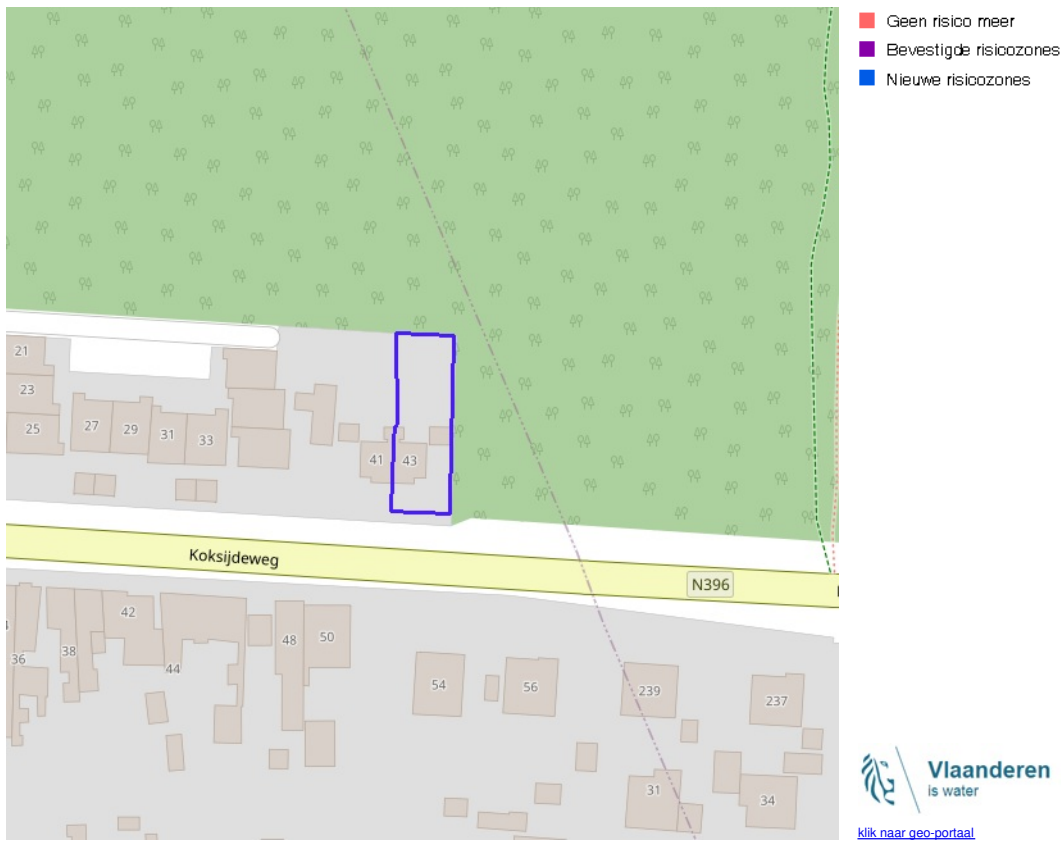 Geen risico meer
Bevestigde risicozones
Nieuwe risicozones
21
23
25
27
29
31
33
41
43
Koksijdeweg
N396
36
38
42
44
48
50
54
56
239
237
31
34
Vlaanderen
is water
klik naar geo-portaal